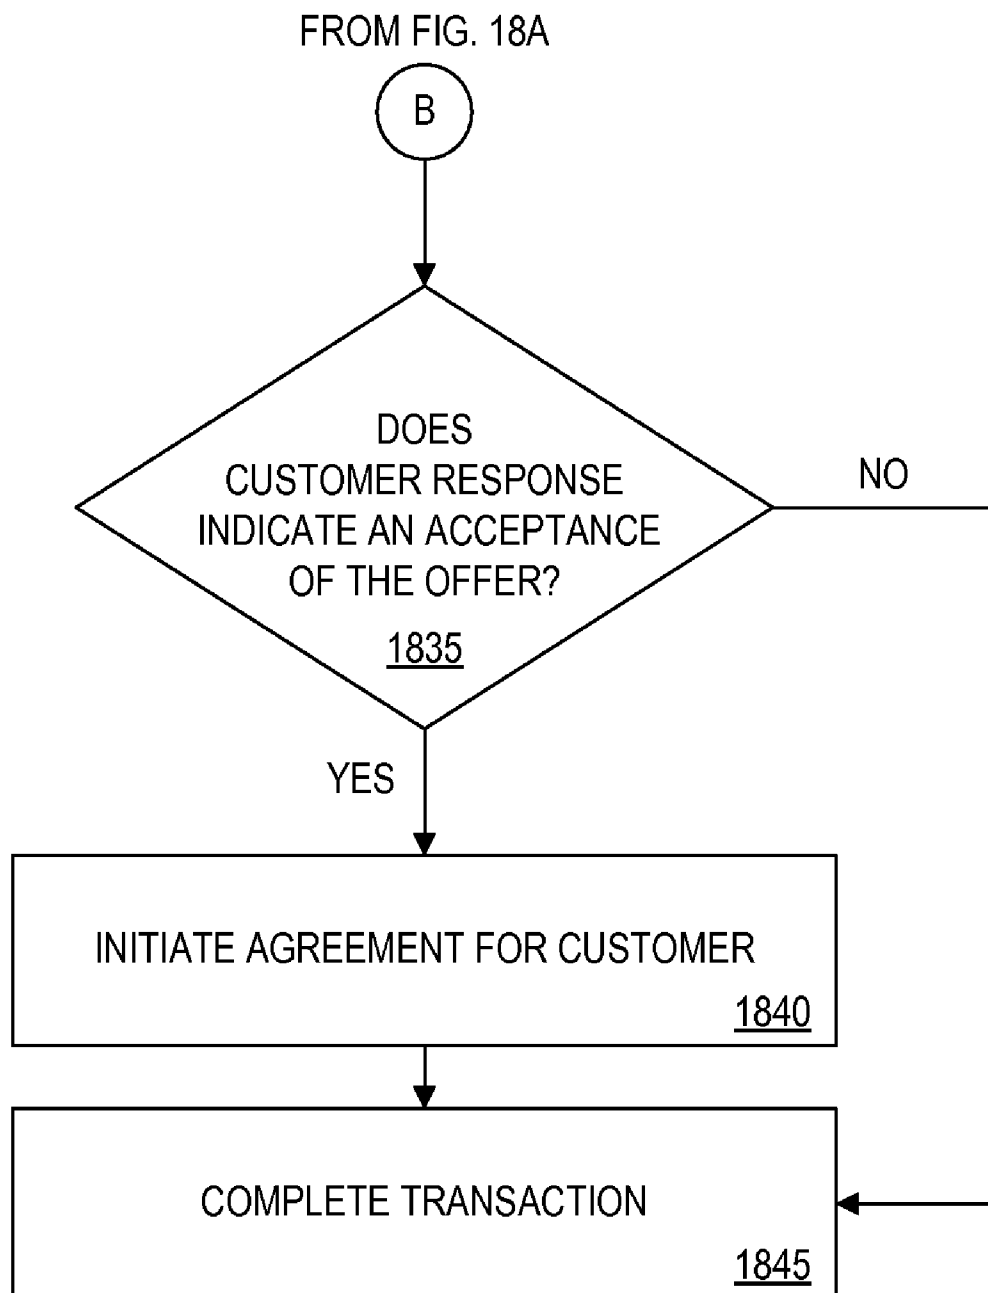 FROM FIG. 18A
B
DOES
CUSTOMER RESPONSE
INDICATE AN ACCEPTANCE
OF THE OFFER?
1835
NO
YES
INITIATE AGREEMENT FOR CUSTOMER
1840
COMPLETE TRANSACTION
1845